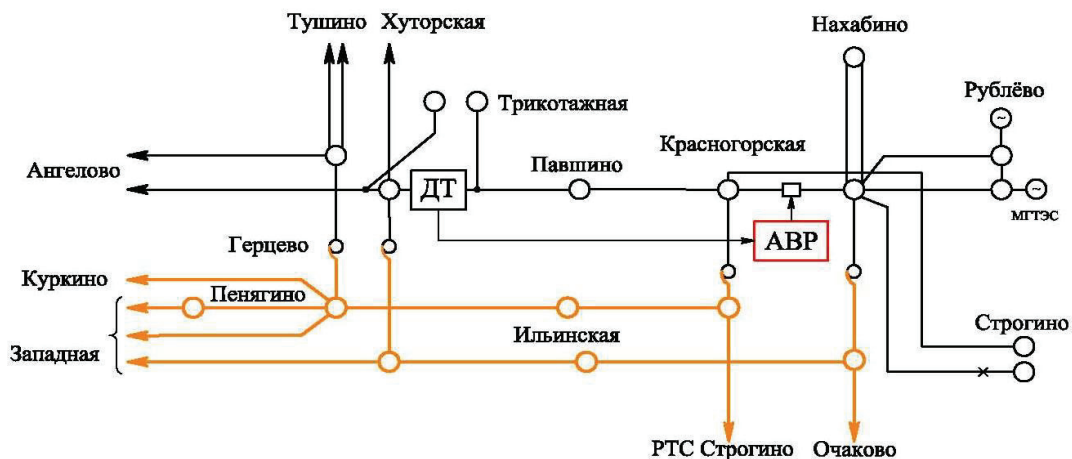 Тушино Хуторская
Нахабино
Рублёво
~
Трикотажная
Красногорская
Павшино
Ангелово
ДТ
~
мгтэс
АВР
Герцево
Куркино
Пенягино
Строгино
Ильинская
Западная
РТС Строгино Очаково